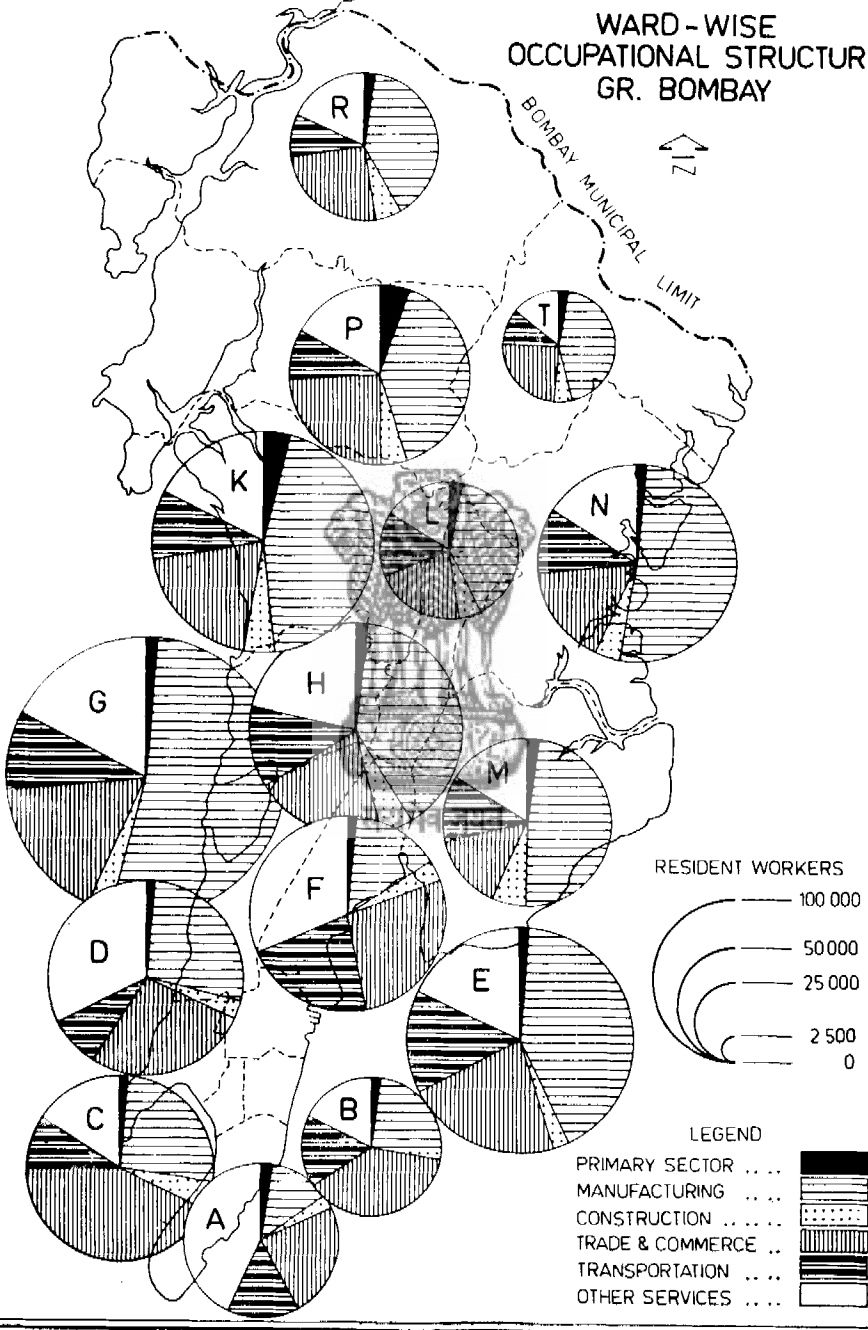 WARD-WISE
OCCUPATIONAL STRUCTUR
GR. BOMBAY
BOMBAY MUNICIPAL LIMIT
N
R
P
T
K
L
N
G
H
M
F
D
E
C
B
A
RESIDENT WORKERS
100 000
50 000
25 000
2 500
0
LEGEND
PRIMARY SECTOR ....
MANUFACTURING ....
CONSTRUCTION ......
TRADE & COMMERCE ..
TRANSPORTATION ....
OTHER SERVICES ....